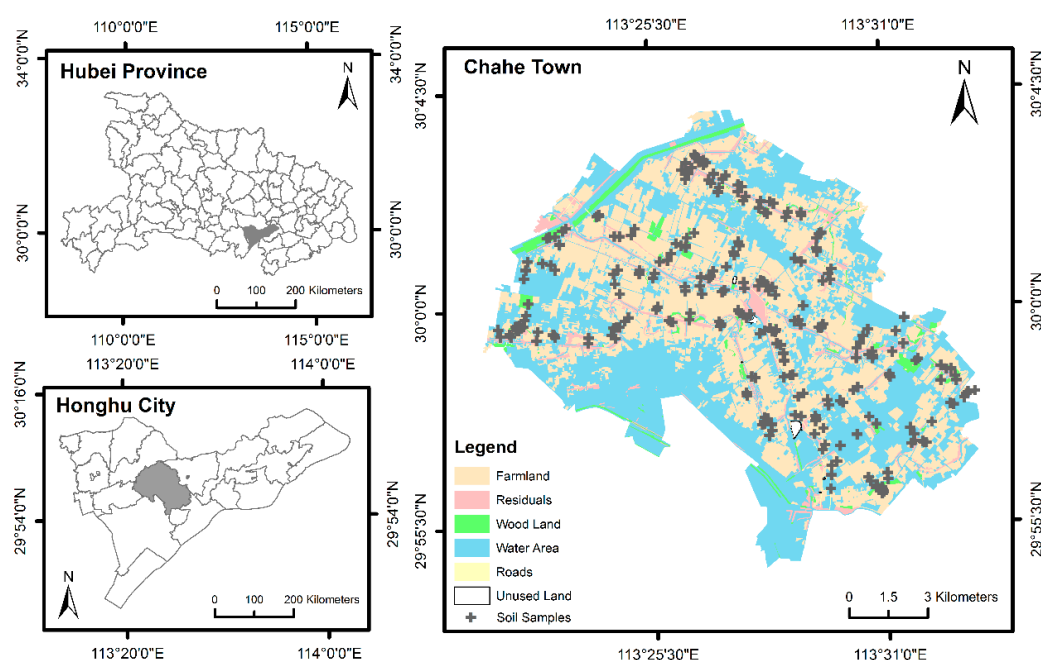 110°0'0"E 115°0'0"E
34°0'0"N
Hubei Province
N
34°0'0"N
30°0'0"N
30°0'0"N
0 100 200 Kilometers
110°0'0"E 115°0'0"E
113°20'0"E 114°0'0"E
30°16'0"N
Honghu City
29°54'0"N
29°54'0"N
N
0 100 200 Kilometers
113°20'0"E 114°0'0"E
113°25'30"E 113°31'0"E
Chahe Town
N
30°4'30"N
30°4'30"N
30°0'0"N
30°0'0"N
29°55'30"N
29°55'30"N
Legend
Farmland
Residuals
Wood Land
Water Area
Roads
Unused Land
Soil Samples
0 1.5 3 Kilometers
113°25'30"E 113°31'0"E